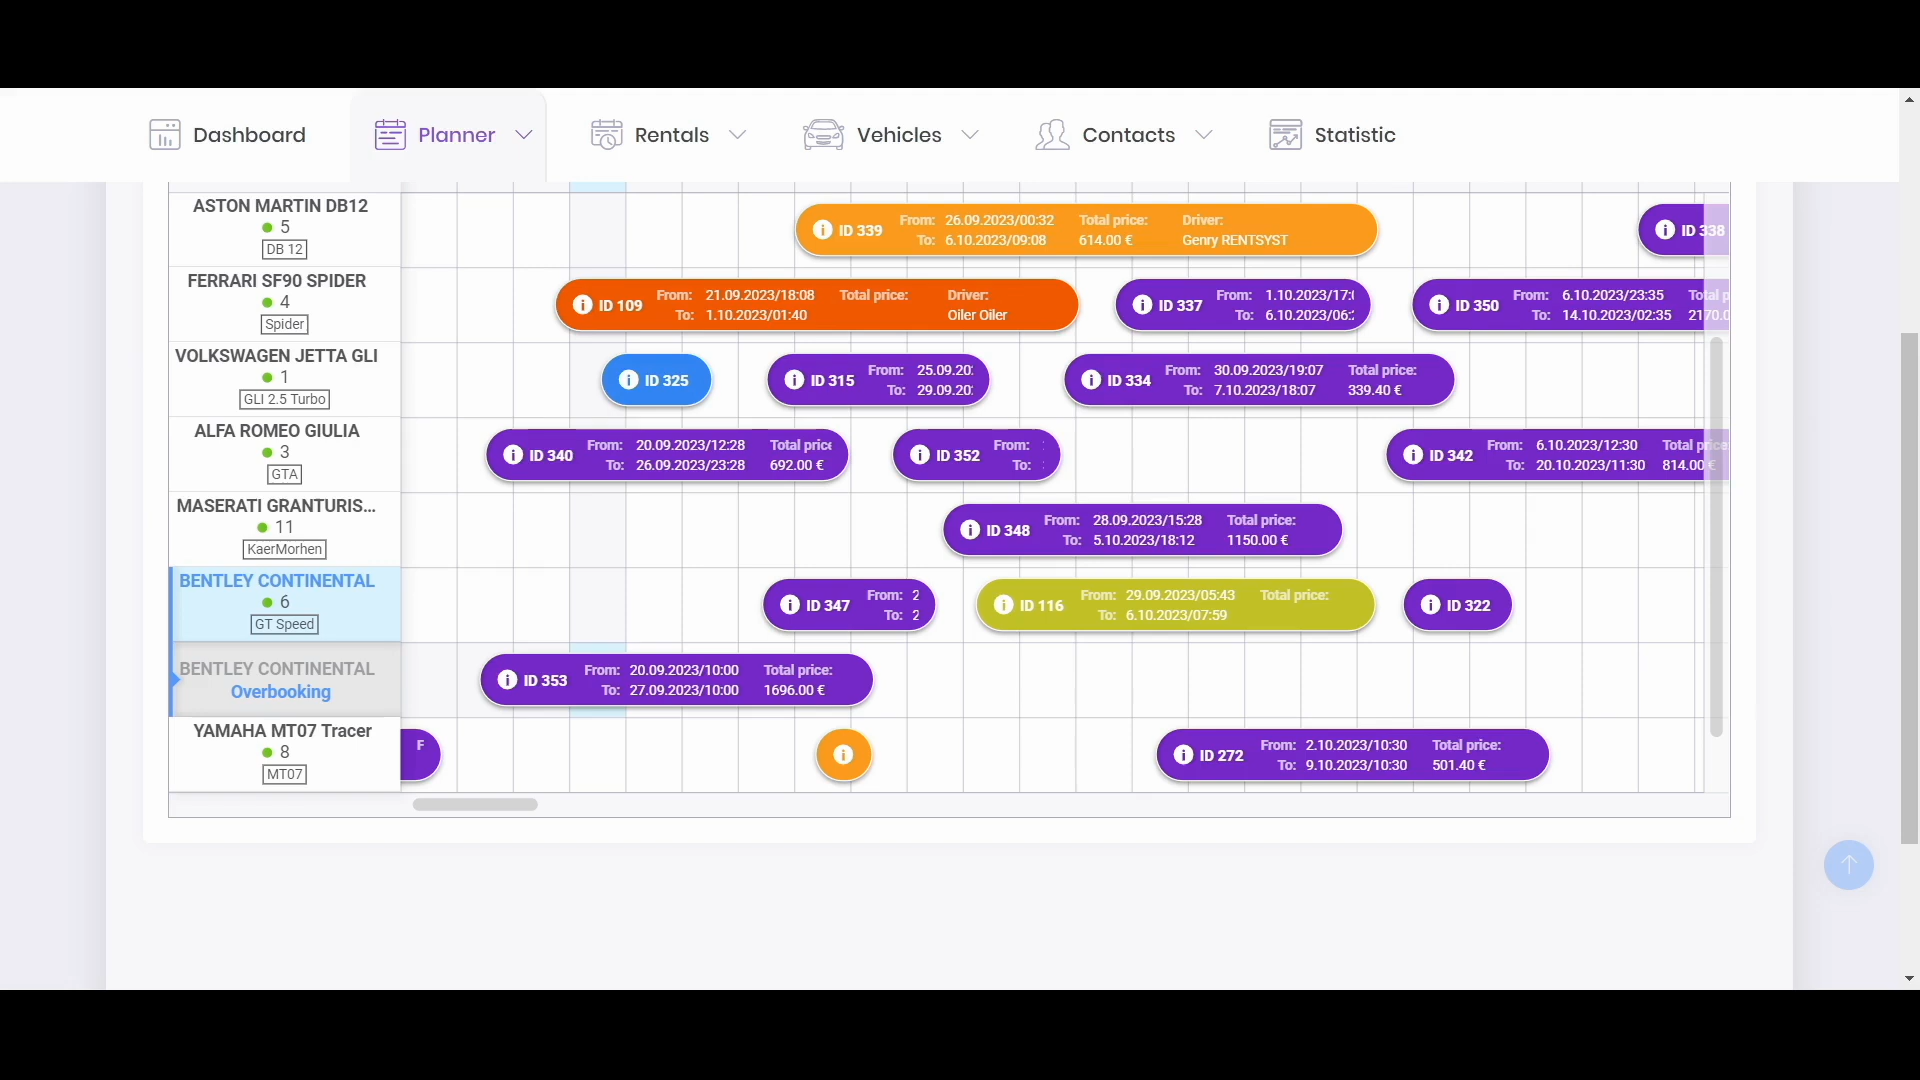 Dashboard Planner Rentals Vehicles Contacts Statistic
ASTON MARTIN DB12
5
DB 12
ID 339 From: 26.09.2023/00:32 Total price: Driver:
To: 6.10.2023/09:08 614.00 € Genry RENTSYST
ID 338
FERRARI SF90 SPIDER
4
Spider
ID 109 From: 21.09.2023/18:08 Total price: Driver:
To: 1.10.2023/01:40 Oiler Oiler
ID 337 From: 1.10.2023/17:
To: 6.10.2023/06:
ID 350 From: 6.10.2023/23:35 Total p
To: 14.10.2023/02:35 2170.0
VOLKSWAGEN JETTA GLI
1
GLI 2.5 Turbo
ID 325
ID 315 From: 25.09.20
To: 29.09.20
ID 334 From: 30.09.2023/19:07 Total price:
To: 7.10.2023/18:07 339.40 €
ALFA ROMEO GIULIA
3
GTA
ID 340 From: 20.09.2023/12:28 Total price
To: 26.09.2023/23:28 692.00 €
ID 352 From:
To:
ID 342 From: 6.10.2023/12:30 Total price:
To: 20.10.2023/11:30 814.00 €
MASERATI GRANTURIS...
11
KaerMorhen
ID 348 From: 28.09.2023/15:28 Total price:
To: 5.10.2023/18:12 1150.00 €
BENTLEY CONTINENTAL
6
GT Speed
ID 347 From: 2
To: 2
ID 116 From: 29.09.2023/05:43 Total price:
To: 6.10.2023/07:59
ID 322
BENTLEY CONTINENTAL
Overbooking
ID 353 From: 20.09.2023/10:00 Total price:
To: 27.09.2023/10:00 1696.00 €
YAMAHA MT07 Tracer
8
MT07
F
ID 272 From: 2.10.2023/10:30 Total price:
To: 9.10.2023/10:30 501.40 €